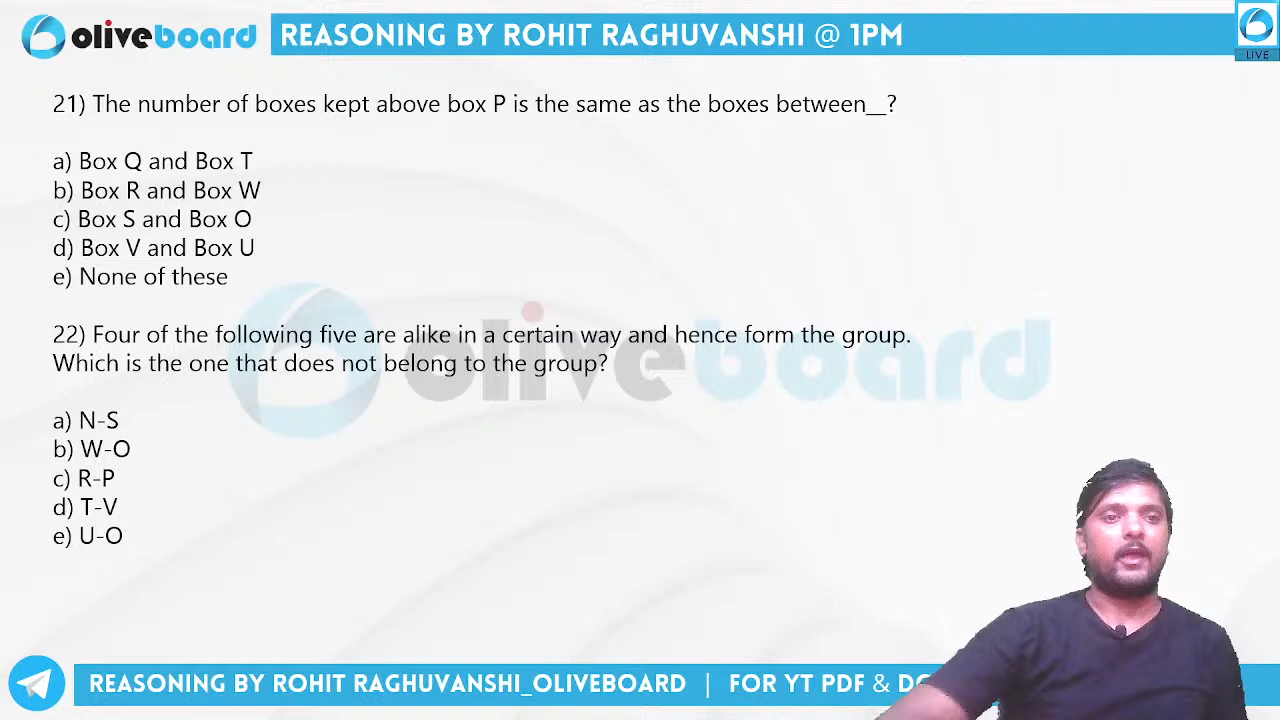 oliveboard REASONING BY ROHIT RAGHUVANSHI @ 1PM
LIVE
21) The number of boxes kept above box P is the same as the boxes between__?
a) Box Q and Box T
b) Box R and Box W
c) Box S and Box O
d) Box V and Box U
e) None of these
22) Four of the following five are alike in a certain way and hence form the group.
Which is the one that does not belong to the group?
oliveboard
a) N-S
b) W-O
c) R-P
d) T-V
e) U-O
REASONING BY ROHIT RAGHUVANSHI_OLIVEBOARD | FOR YT PDF &